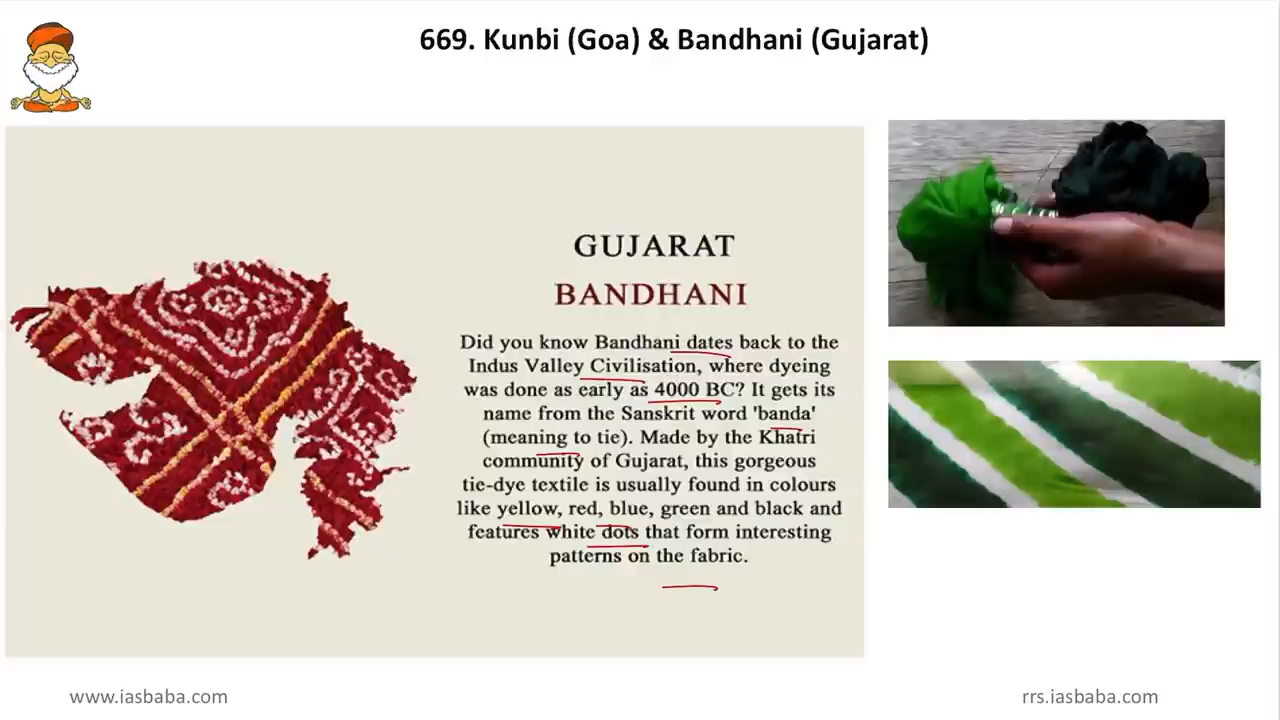 669. Kunbi (Goa) & Bandhani (Gujarat)
GUJARAT
BANDHANI
Did you know Bandhani dates back to the
Indus Valley Civilisation, where dyeing
was done as early as 4000 BC? It gets its
name from the Sanskrit word 'banda'
(meaning to tie). Made by the Khatri
community of Gujarat, this gorgeous
tie-dye textile is usually found in colours
like yellow, red, blue, green and black and
features white dots that form interesting
patterns on the fabric.
www.iasbaba.com
rrs.iasbaba.com